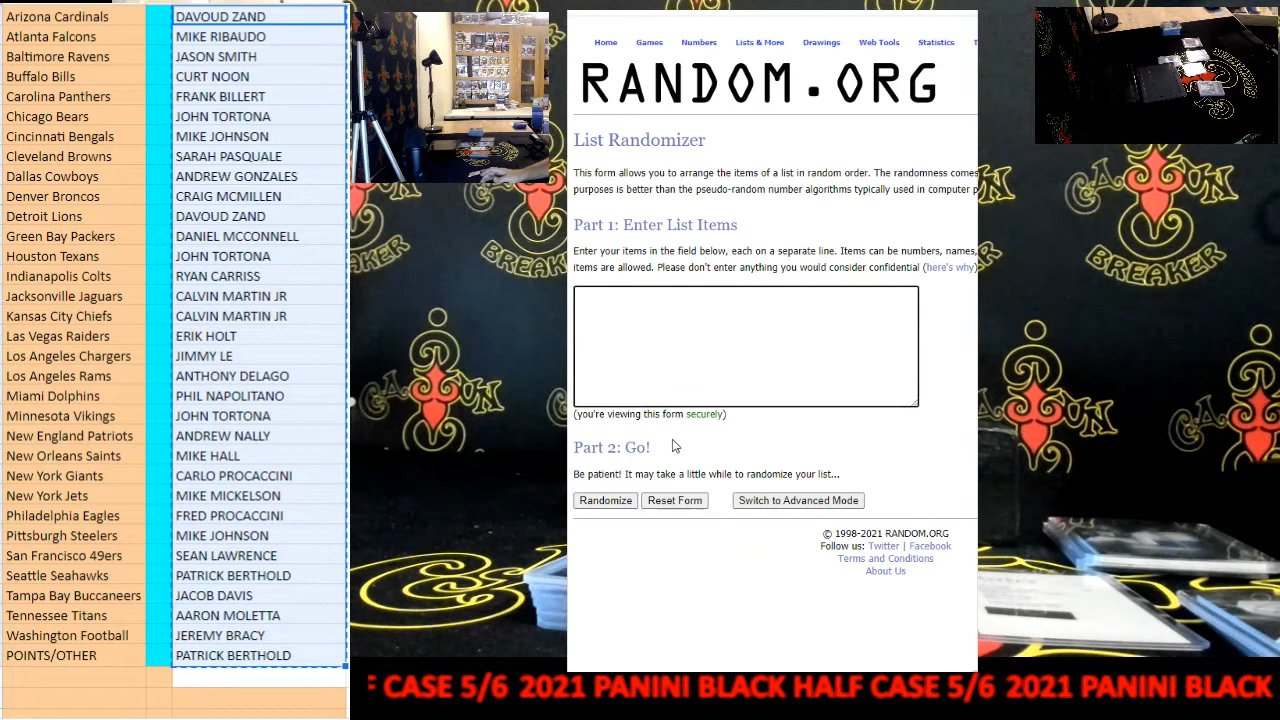 Arizona Cardinals DAVOUD ZAND
Atlanta Falcons MIKE RIBAUDO
Baltimore Ravens JASON SMITH
Buffalo Bills CURT NOON
Carolina Panthers FRANK BILLERT
Chicago Bears JOHN TORTONA
Cincinnati Bengals MIKE JOHNSON
Cleveland Browns SARAH PASQUALE
Dallas Cowboys ANDREW GONZALES
Denver Broncos CRAIG MCMILLEN
Detroit Lions DAVOUD ZAND
Green Bay Packers DANIEL MCCONNELL
Houston Texans JOHN TORTONA
Indianapolis Colts RYAN CARRISS
Jacksonville Jaguars CALVIN MARTIN JR
Kansas City Chiefs CALVIN MARTIN JR
Las Vegas Raiders ERIK HOLT
Los Angeles Chargers JIMMY LE
Los Angeles Rams ANTHONY DELAGO
Miami Dolphins PHIL NAPOLITANO
Minnesota Vikings JOHN TORTONA
New England Patriots ANDREW NALLY
New Orleans Saints MIKE HALL
New York Giants CARLO PROCACCINI
New York Jets MIKE MICKELSON
Philadelphia Eagles FRED PROCACCINI
Pittsburgh Steelers MIKE JOHNSON
San Francisco 49ers SEAN LAWRENCE
Seattle Seahawks PATRICK BERTHOLD
Tampa Bay Buccaneers JACOB DAVIS
Tennessee Titans AARON MOLETTA
Washington Football JEREMY BRACY
POINTS/OTHER PATRICK BERTHOLD
Home Games Numbers Lists & More Drawings Web Tools Statistics T
RANDOM.ORG
List Randomizer
This form allows you to arrange the items of a list in random order. The randomness comes
purposes is better than the pseudo-random number algorithms typically used in computer p
Part 1: Enter List Items
Enter your items in the field below, each on a separate line. Items can be numbers, names,
items are allowed. Please don't enter anything you would consider confidential (here's why)
(you're viewing this form securely)
Part 2: Go!
Be patient! It may take a little while to randomize your list...
Randomize Reset Form Switch to Advanced Mode
© 1998-2021 RANDOM.ORG
Follow us: Twitter | Facebook
Terms and Conditions
About Us
BREAKER
CAJUN
BREAKER
CAJUN
F CASE 5/6 2021 PANINI BLACK HALF CASE 5/6 2021 PANINI BLACK